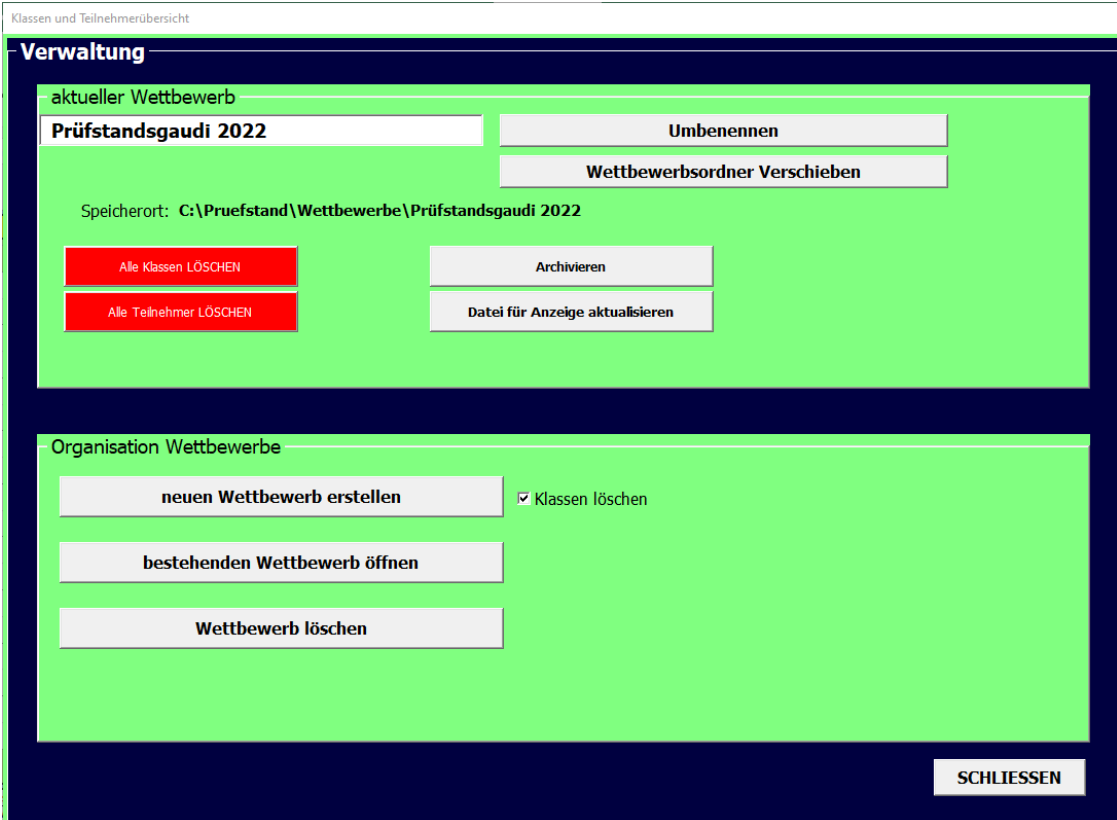 Klassen und Teilnehmerübersicht
Verwaltung
aktueller Wettbewerb
Prüfstandsgaudi 2022
Umbenennen
Wettbewerbsordner Verschieben
Speicherort: C:\Pruefstand\Wettbewerbe\Prüfstandsgaudi 2022
Alle Klassen LÖSCHEN
Archivieren
Alle Teilnehmer LÖSCHEN
Datei für Anzeige aktualisieren
Organisation Wettbewerbe
neuen Wettbewerb erstellen
Klassen löschen
bestehenden Wettbewerb öffnen
Wettbewerb löschen
SCHLIESSEN